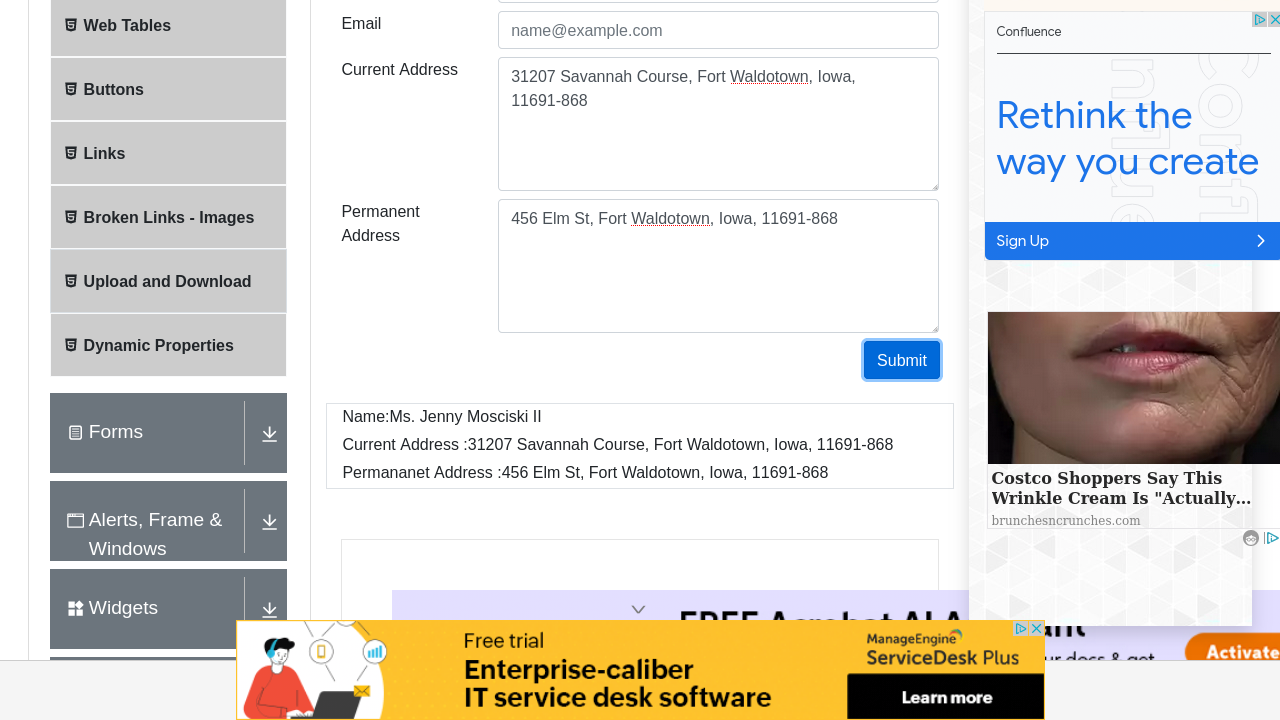 Web Tables
Buttons
Links
Broken Links - Images
Upload and Download
Dynamic Properties
Forms
Alerts, Frame &
Windows
Widgets
Email
name@example.com
Current Address
31207 Savannah Course, Fort Waldotown, Iowa,
11691-868
Permanent
Address
456 Elm St, Fort Waldotown, Iowa, 11691-868
Submit
Name:Ms. Jenny Mosciski II
Current Address :31207 Savannah Course, Fort Waldotown, Iowa, 11691-868
Permananet Address :456 Elm St, Fort Waldotown, Iowa, 11691-868
Confluence
Rethink the
way you create
Sign Up
Costco Shoppers Say This
Wrinkle Cream Is "Actually...
brunchesncrunches.com
Activate
Free trial
Enterprise-caliber
IT service desk software
ManageEngine
ServiceDesk Plus
Learn more